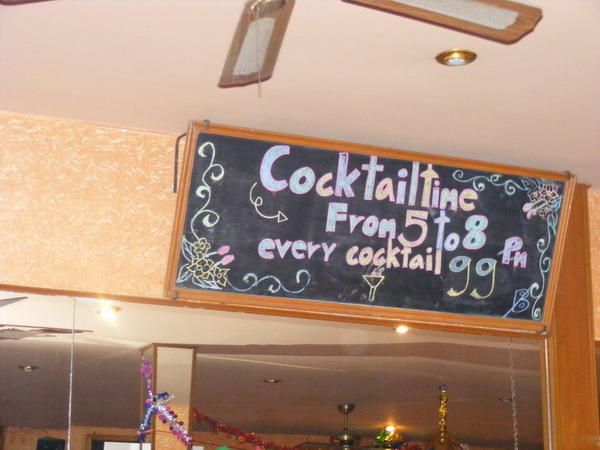 Cocktailtime
From 5 to 8 Pm
every cocktail 99 B